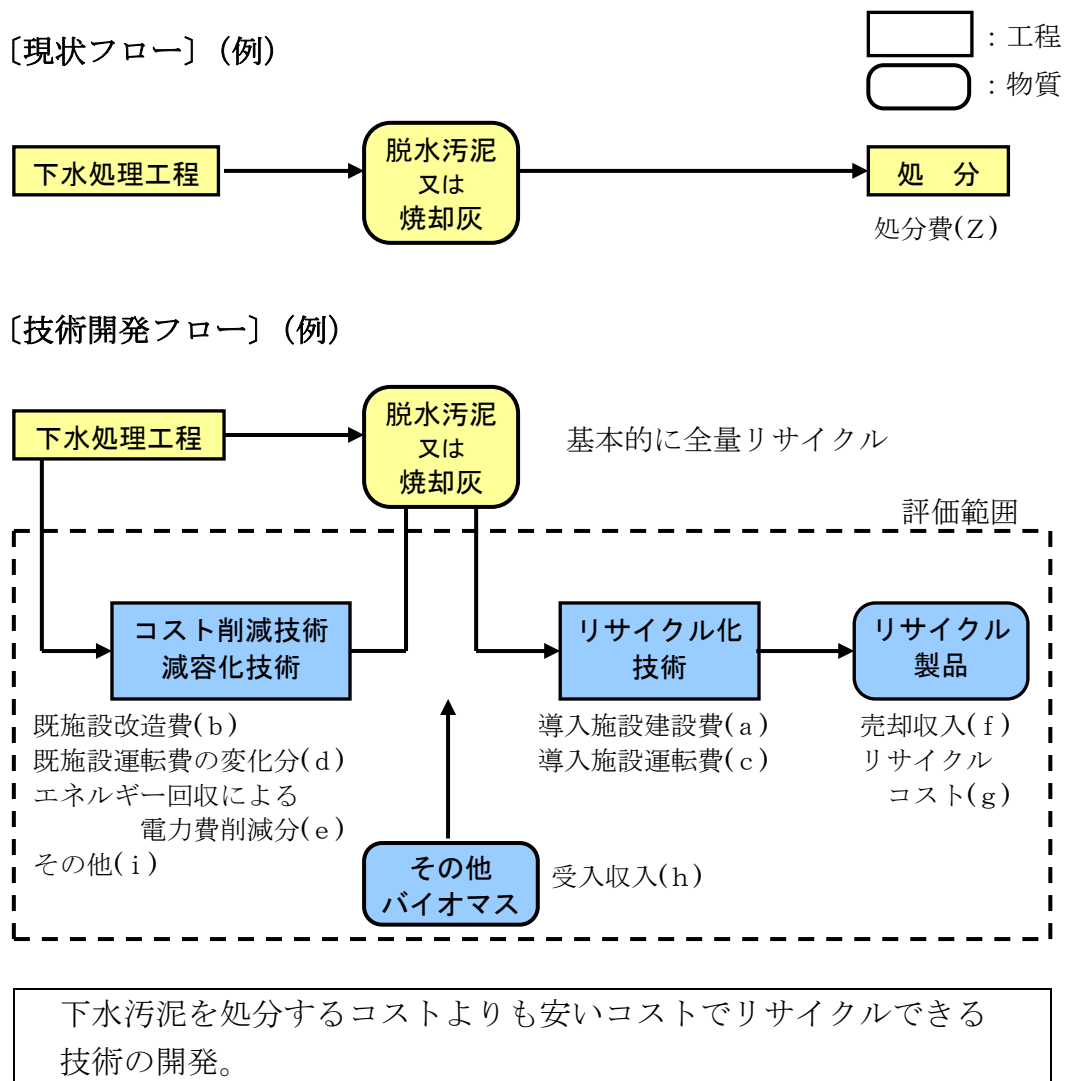 〔現状フロー〕(例)
：工程
：物質
下水処理工程
脱水汚泥
又は
焼却灰
処　分
処分費(Z)
〔技術開発フロー〕(例)
下水処理工程
脱水汚泥
又は
焼却灰
基本的に全量リサイクル
評価範囲
コスト削減技術
減容化技術
リサイクル化
技術
リサイクル
製品
既施設改造費(b)
既施設運転費の変化分(d)
エネルギー回収による
電力費削減分(e)
その他(i)
導入施設建設費(a)
導入施設運転費(c)
売却収入(f)
リサイクル
コスト(g)
その他
バイオマス
受入収入(h)
下水汚泥を処分するコストよりも安いコストでリサイクルできる
技術の開発。